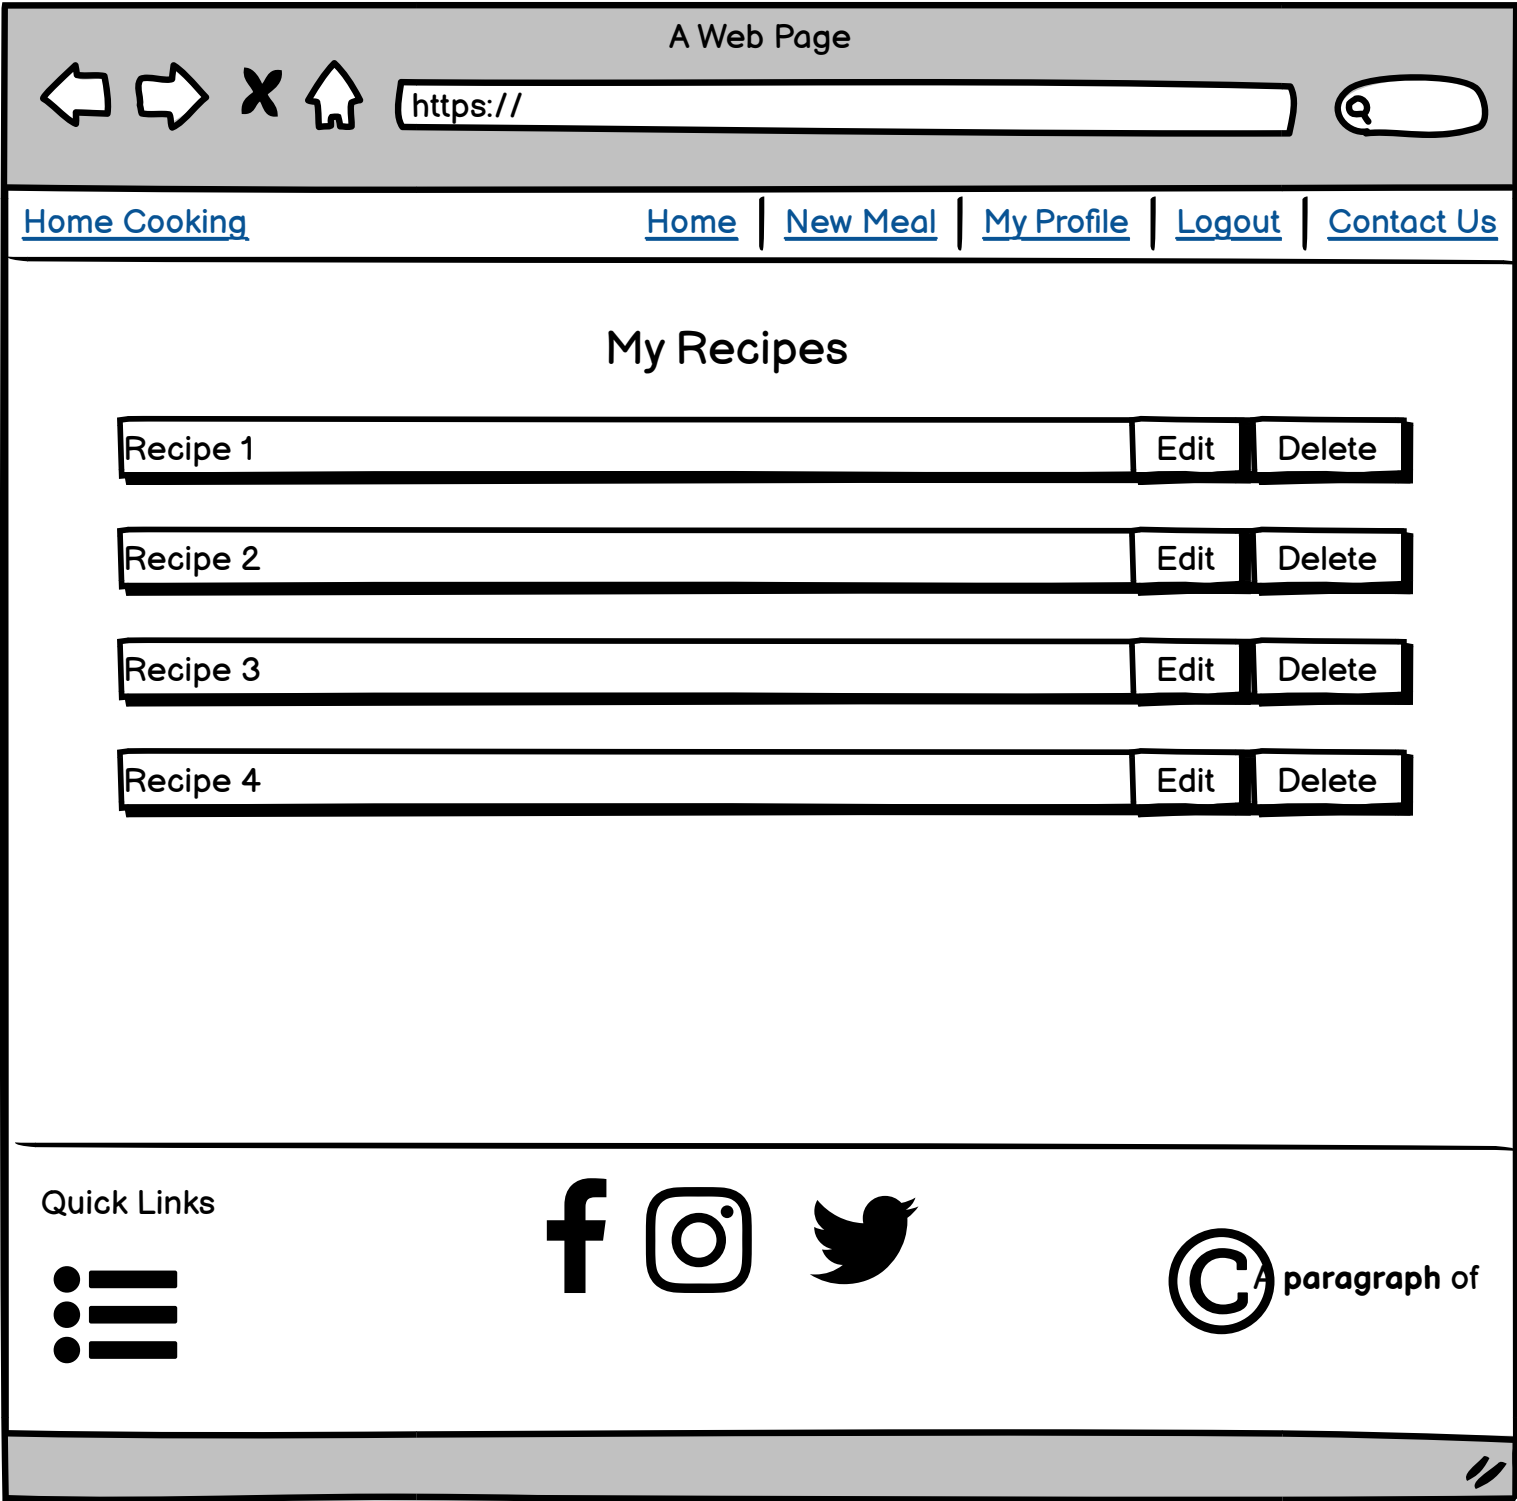 A Web Page
https://
Home Cooking
Home
New Meal
My Profile
Logout
Contact Us
My Recipes
Recipe 1 Edit Delete
Recipe 2 Edit Delete
Recipe 3 Edit Delete
Recipe 4 Edit Delete
Quick Links
© A paragraph of